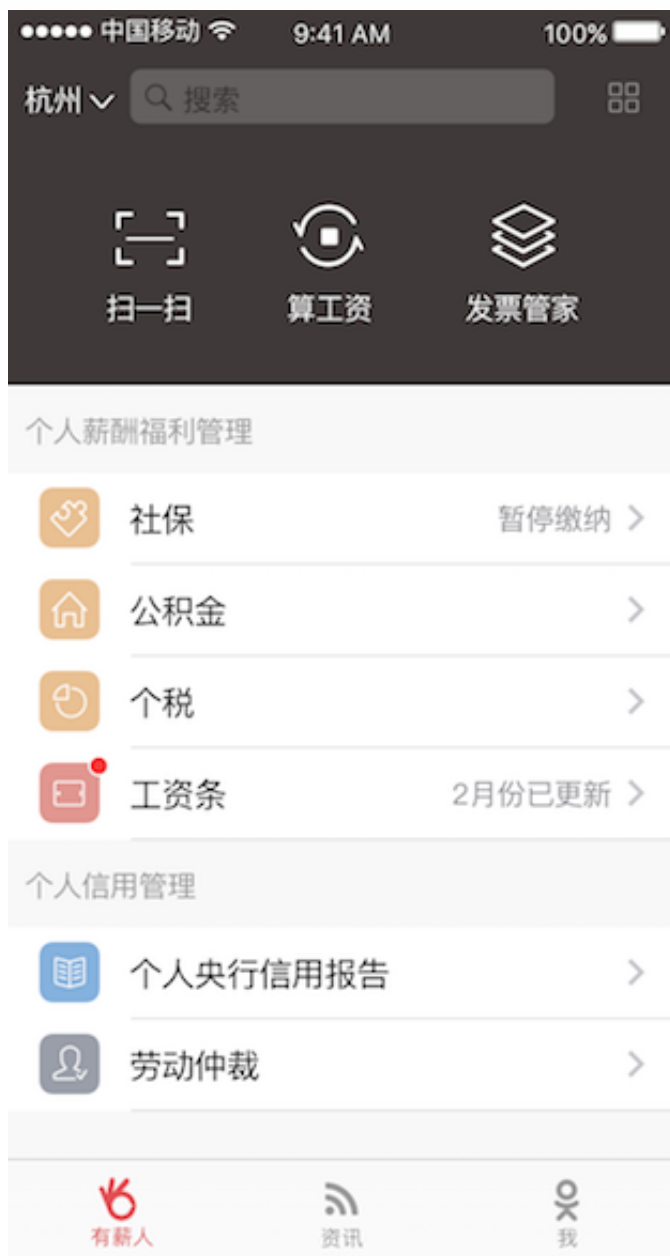 中国移动 9:41 AM 100%
杭州 搜索
扫一扫 算工资 发票管家
个人薪酬福利管理
社保 暂停缴纳
公积金
个税
工资条 2月份已更新
个人信用管理
个人央行信用报告
劳动仲裁
有薪人 资讯 我